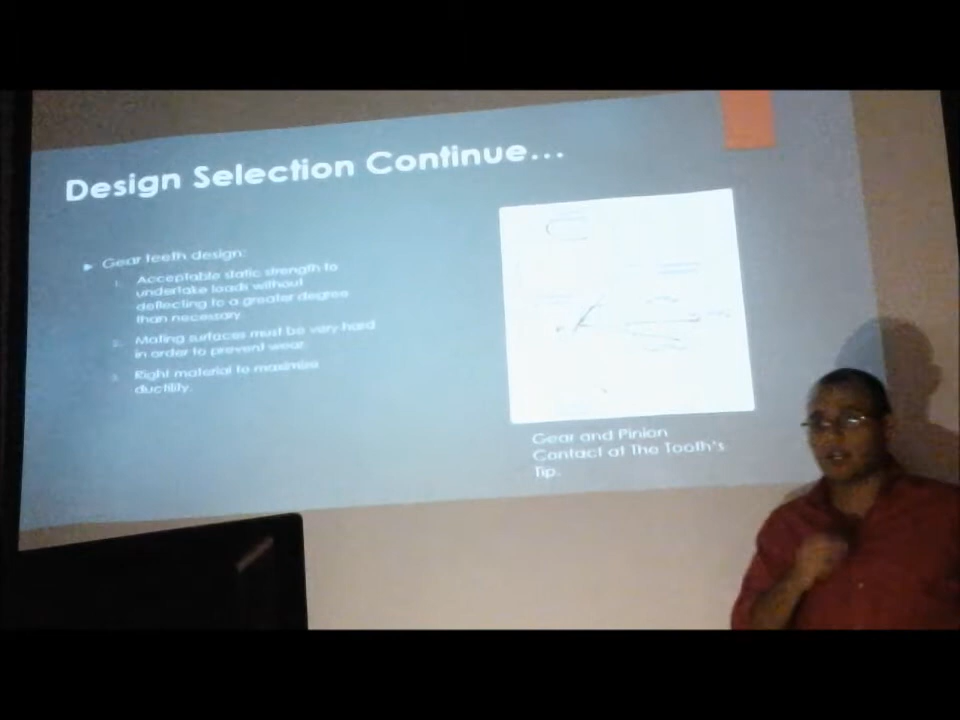 Design Selection Continue...
Gear teeth design:
1. Acceptable static strength to
undertake loads without
deflecting to a greater degree
than necessary.
2. Mating surfaces must be very hard
in order to prevent wear.
3. Right material to maximize
ductility.
Gear and Pinion
Contact at The Tooth's
Tip.